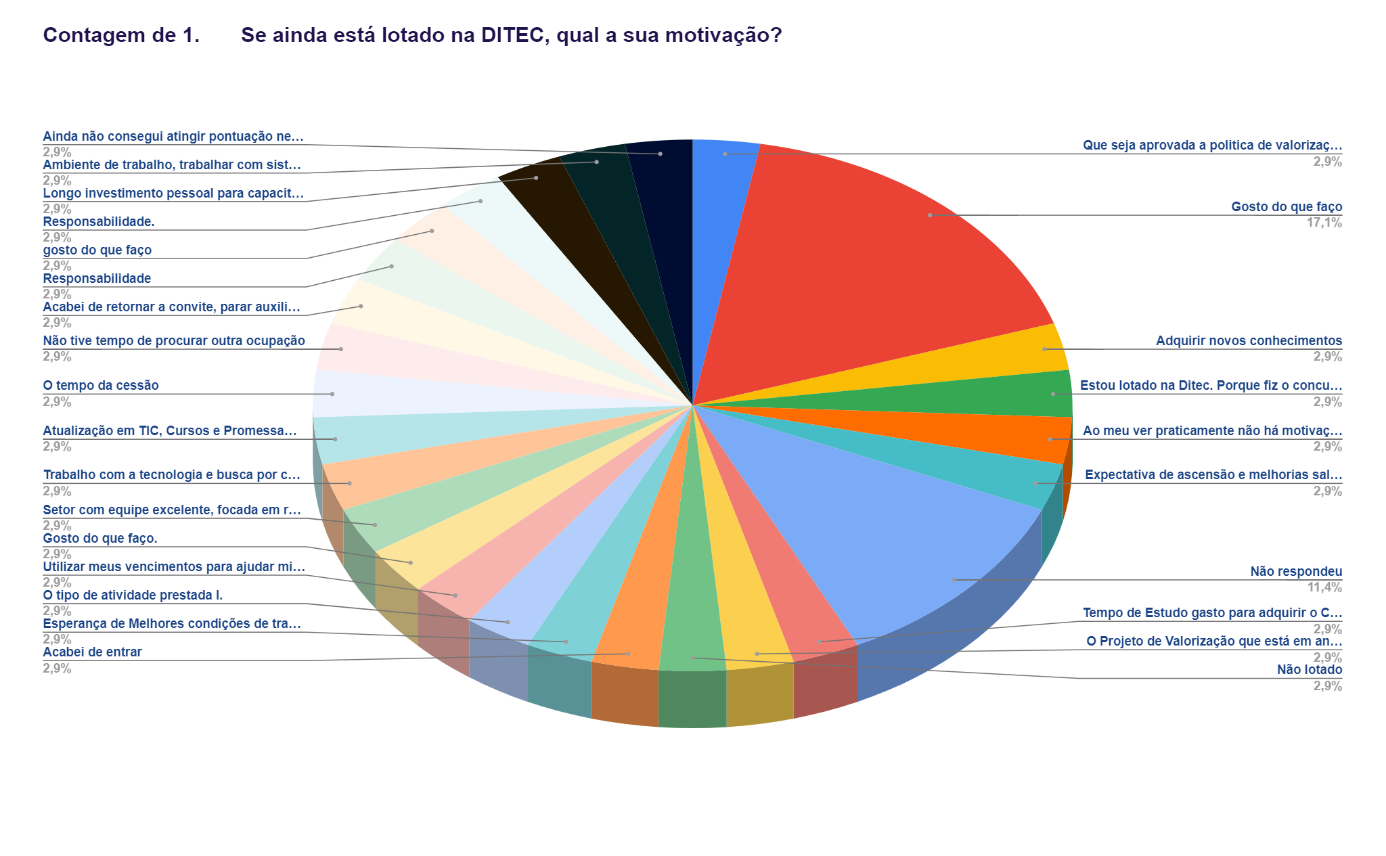 Contagem de 1. Se ainda está lotado na DITEC, qual a sua motivação?
Ainda não consegui atingir pontuação ne…
2,9%
Ambiente de trabalho, trabalhar com sist…
2,9%
Longo investimento pessoal para capacit…
2,9%
Responsabilidade.
2,9%
gosto do que faço
2,9%
Responsabilidade
2,9%
Acabei de retornar a convite, parar auxili…
2,9%
Não tive tempo de procurar outra ocupação
2,9%
O tempo da cessão
2,9%
Atualização em TIC, Cursos e Promessa…
2,9%
Trabalho com a tecnologia e busca por c…
2,9%
Setor com equipe excelente, focada em r…
2,9%
Gosto do que faço.
2,9%
Utilizar meus vencimentos para ajudar mi…
2,9%
O tipo de atividade prestada l.
2,9%
Esperança de Melhores condições de tra…
2,9%
Acabei de entrar
2,9%
Que seja aprovada a politica de valorizaç…
2,9%
Gosto do que faço
17,1%
Adquirir novos conhecimentos
2,9%
Estou lotado na Ditec. Porque fiz o concu…
2,9%
Ao meu ver praticamente não há motivaç…
2,9%
Expectativa de ascensão e melhorias sal…
2,9%
Não respondeu
11,4%
Tempo de Estudo gasto para adquirir o C…
2,9%
O Projeto de Valorização que está em an…
2,9%
Não lotado
2,9%